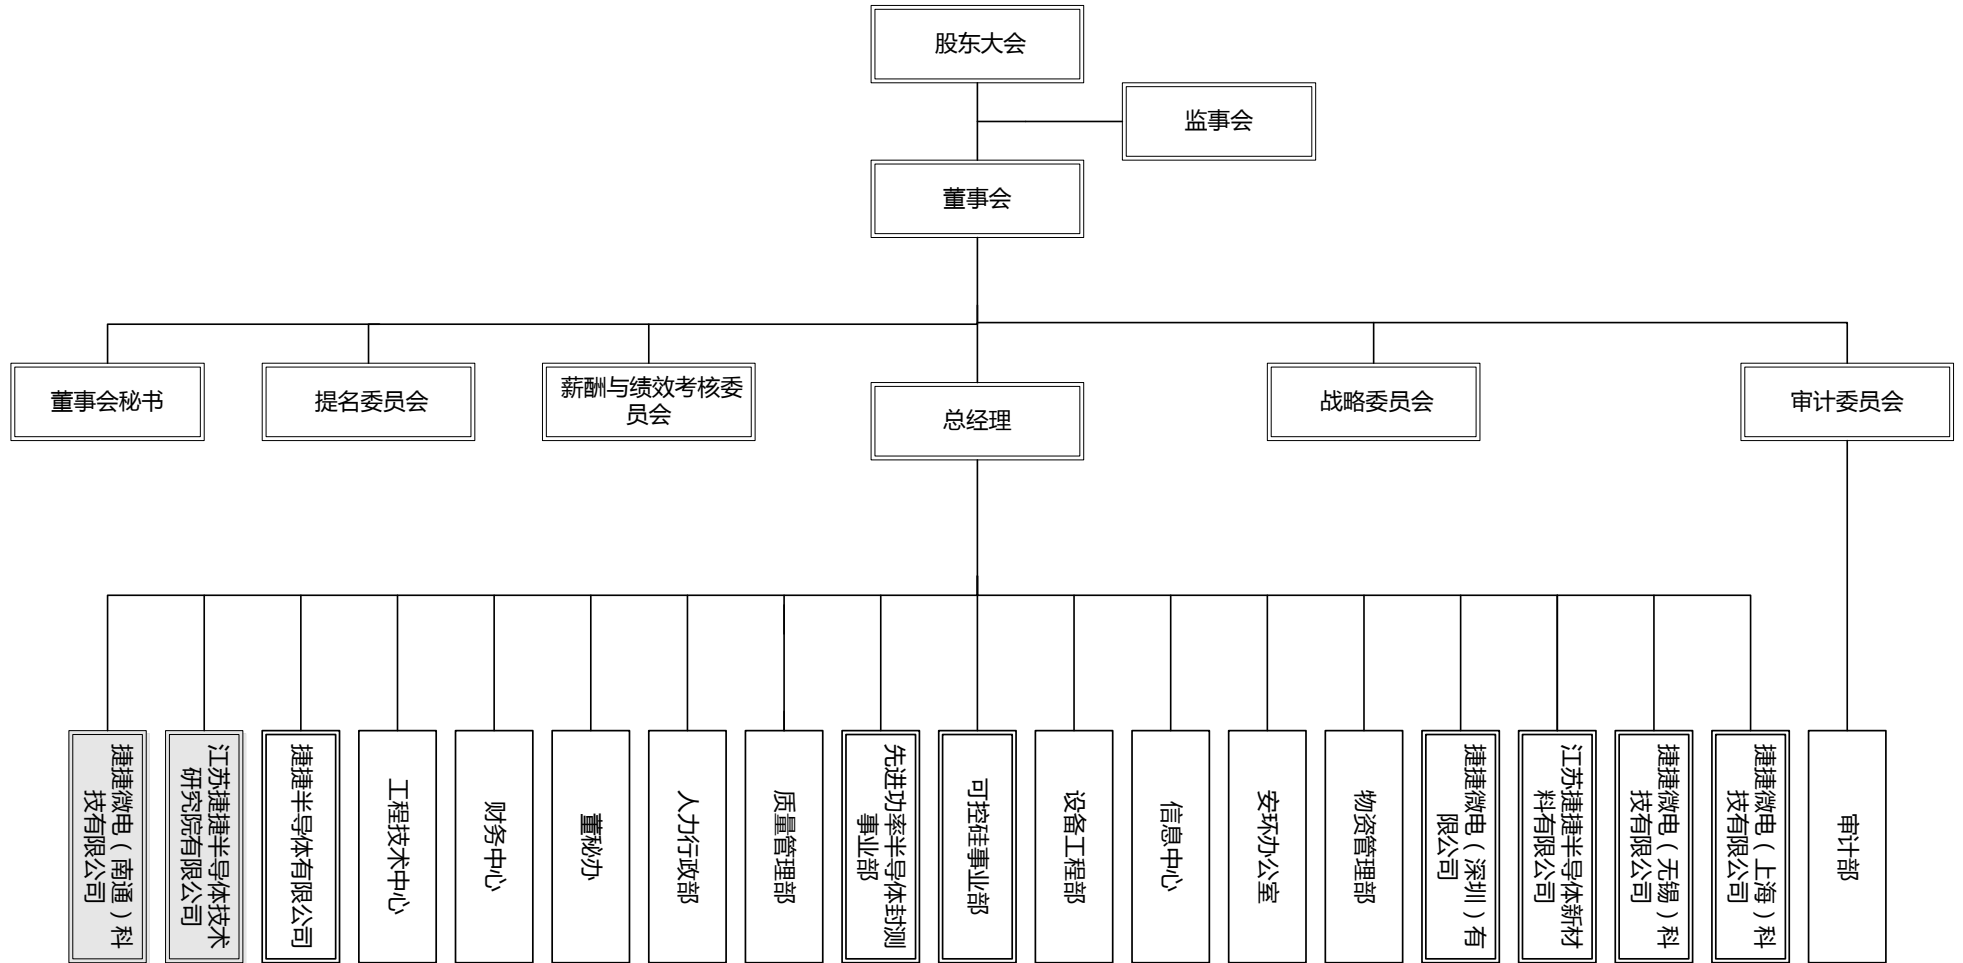 股东大会
监事会
董事会
董事会秘书
提名委员会
薪酬与绩效考核委
员会
总经理
战略委员会
审计委员会
捷捷微电（南通）科
技有限公司
江苏捷捷半导体技术
研究院有限公司
捷捷半导体有限公司
工程技术中心
财务中心
董秘办
人力行政部
质量管理部
先进功率半导体封测
事业部
可控硅事业部
设备工程部
信息中心
安环办公室
物资管理部
捷捷微电（深圳）有
限公司
江苏捷捷半导体新材
料有限公司
捷捷微电（无锡）科
技有限公司
捷捷微电（上海）科
技有限公司
审计部